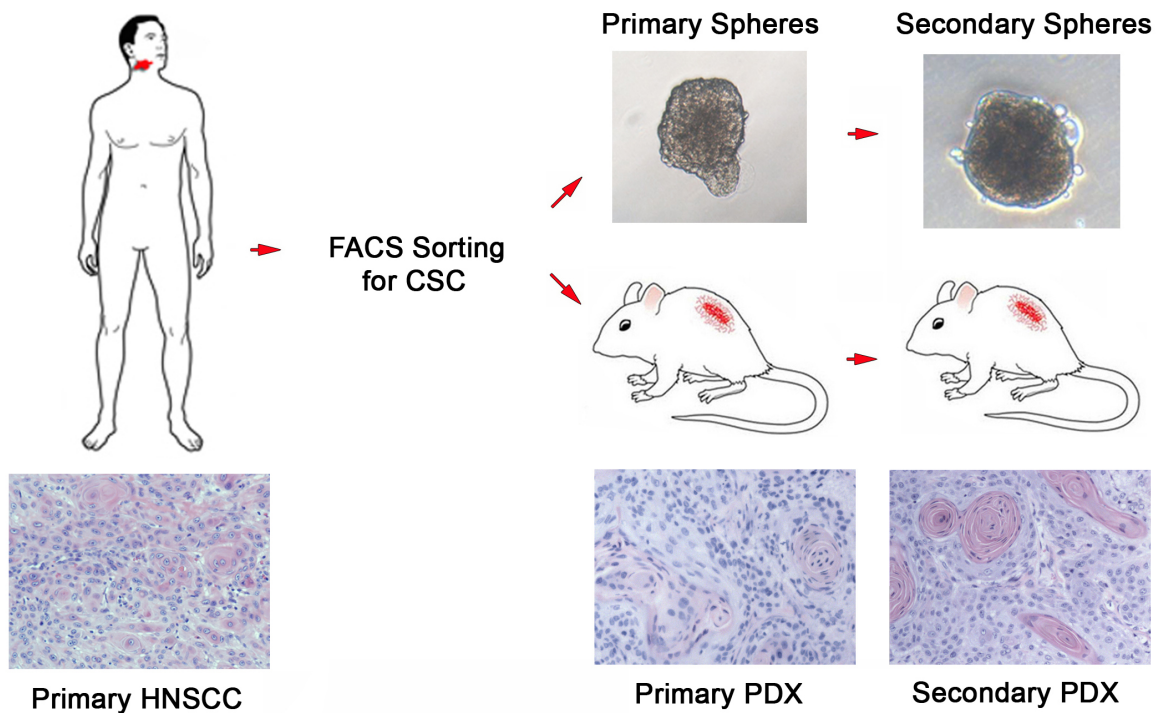 Primary Spheres
Secondary Spheres
FACS Sorting
for CSC
Primary HNSCC
Primary PDX
Secondary PDX